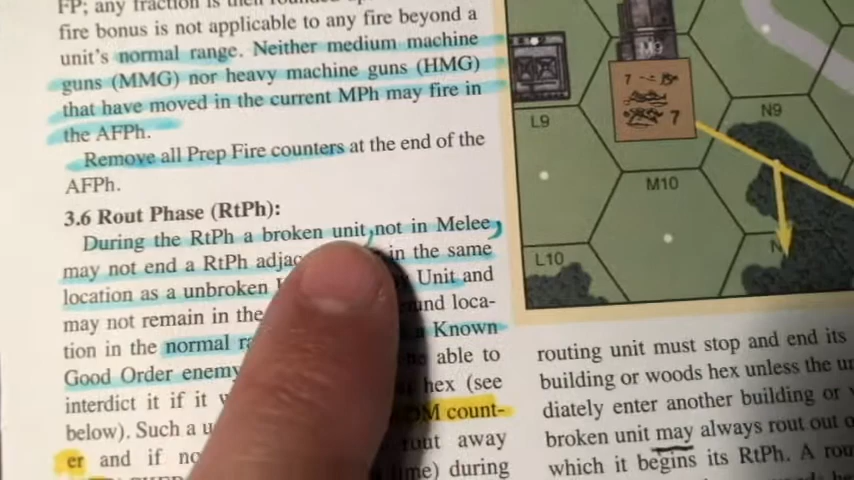 FP; any fraction is then rounded
fire bonus is not applicable to any fire beyond a
unit's normal range. Neither medium machine
guns (MMG) nor heavy machine guns (HMG)
that have moved in the current MPh may fire in
the AFPh.
Remove all Prep Fire counters at the end of the
AFPh.
3.6 Rout Phase (RtPh):
During the RtPh a broken unit, not in Melee,
may not end a RtPh in the same
location as a unbroken Unit and
may not remain in the
tion in the normal Known
Good Order enemy able to
interdict it if it hex (see
below). Such a
er and if rout away
during
routing unit must stop and end its
building or woods hex unless the
diately enter another building or
broken unit may always rout out
which it begins its RtPh. A
M9
7
7
L9
N9
M10
L10